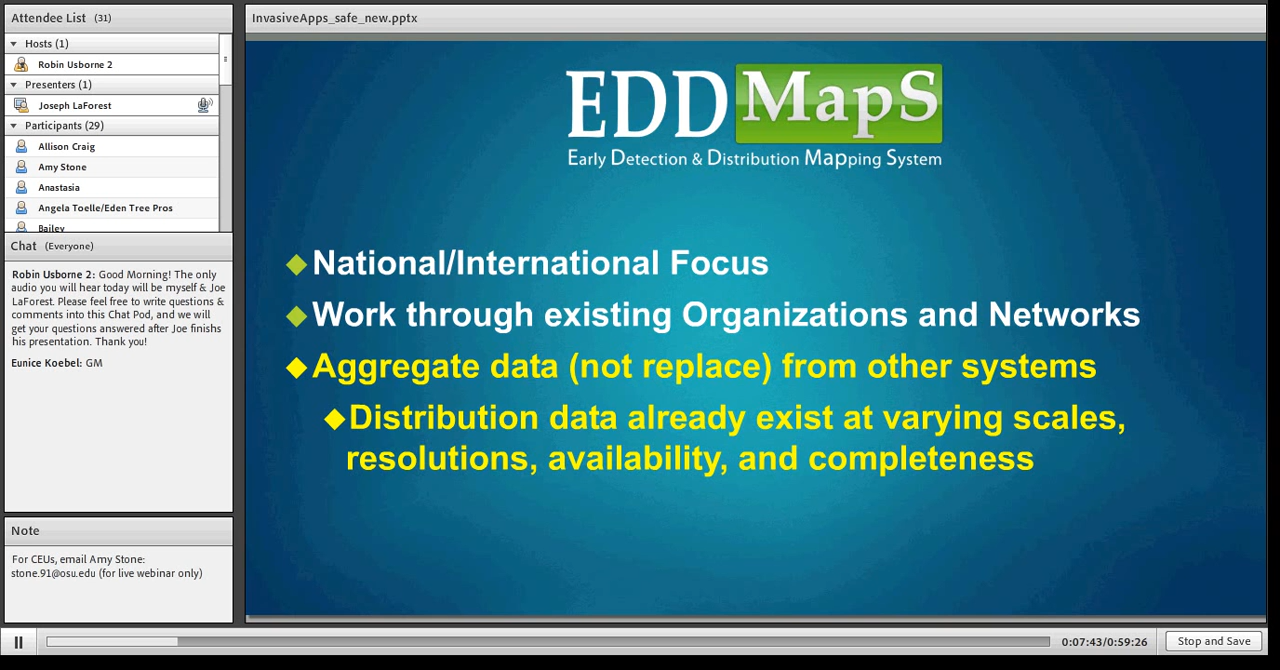 Attendee List (31)
Hosts (1)
Robin Usborne 2
Presenters (1)
Joseph LaForest
Participants (29)
Allison Craig
Amy Stone
Anastasia
Angela Toelle/Eden Tree Pros
Bailey
Chat (Everyone)
Robin Usborne 2: Good Morning! The only
audio you will hear today will be myself & Joe
LaForest. Please feel free to write questions &
comments into this Chat Pod, and we will
get your questions answered after Joe finishs
his presentation. Thank you!
Eunice Koebel: GM
Note
For CEUs, email Amy Stone:
stone.91@osu.edu (for live webinar only)
InvasiveApps_safe_new.pptx
EDDMapS
Early Detection & Distribution Mapping System
National/International Focus
Work through existing Organizations and Networks
Aggregate data (not replace) from other systems
Distribution data already exist at varying scales,
resolutions, availability, and completeness
0:07:43/0:59:26
Stop and Save